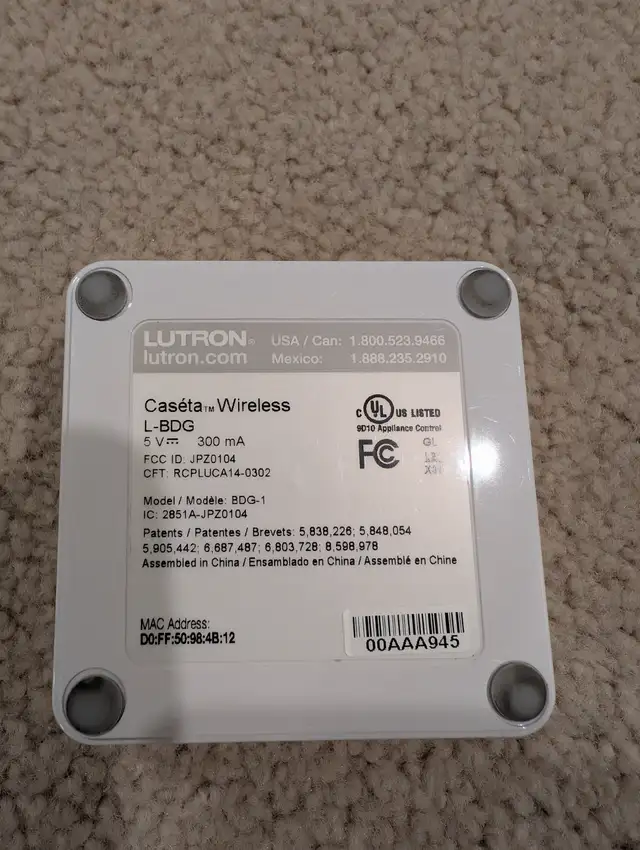 LUTRON®
lutron.com
USA / Can: 1.800.523.9466
Mexico: 1.888.235.2910
Caséta™ Wireless
L-BDG
5 V⎓ 300 mA
FCC ID: JPZ0104
CFT: RCPLUCA14-0302
C UL US LISTED
9D10 Appliance Control
FC
GL
Model / Modèle: BDG-1
IC: 2851A-JPZ0104
Patents / Patentes / Brevets: 5,838,226; 5,848,054
5,905,442; 6,687,487; 6,803,728; 8,598,978
Assembled in China / Ensamblado en China / Assemblé en Chine
MAC Address:
D0:FF:50:98:4B:12
00AAA945